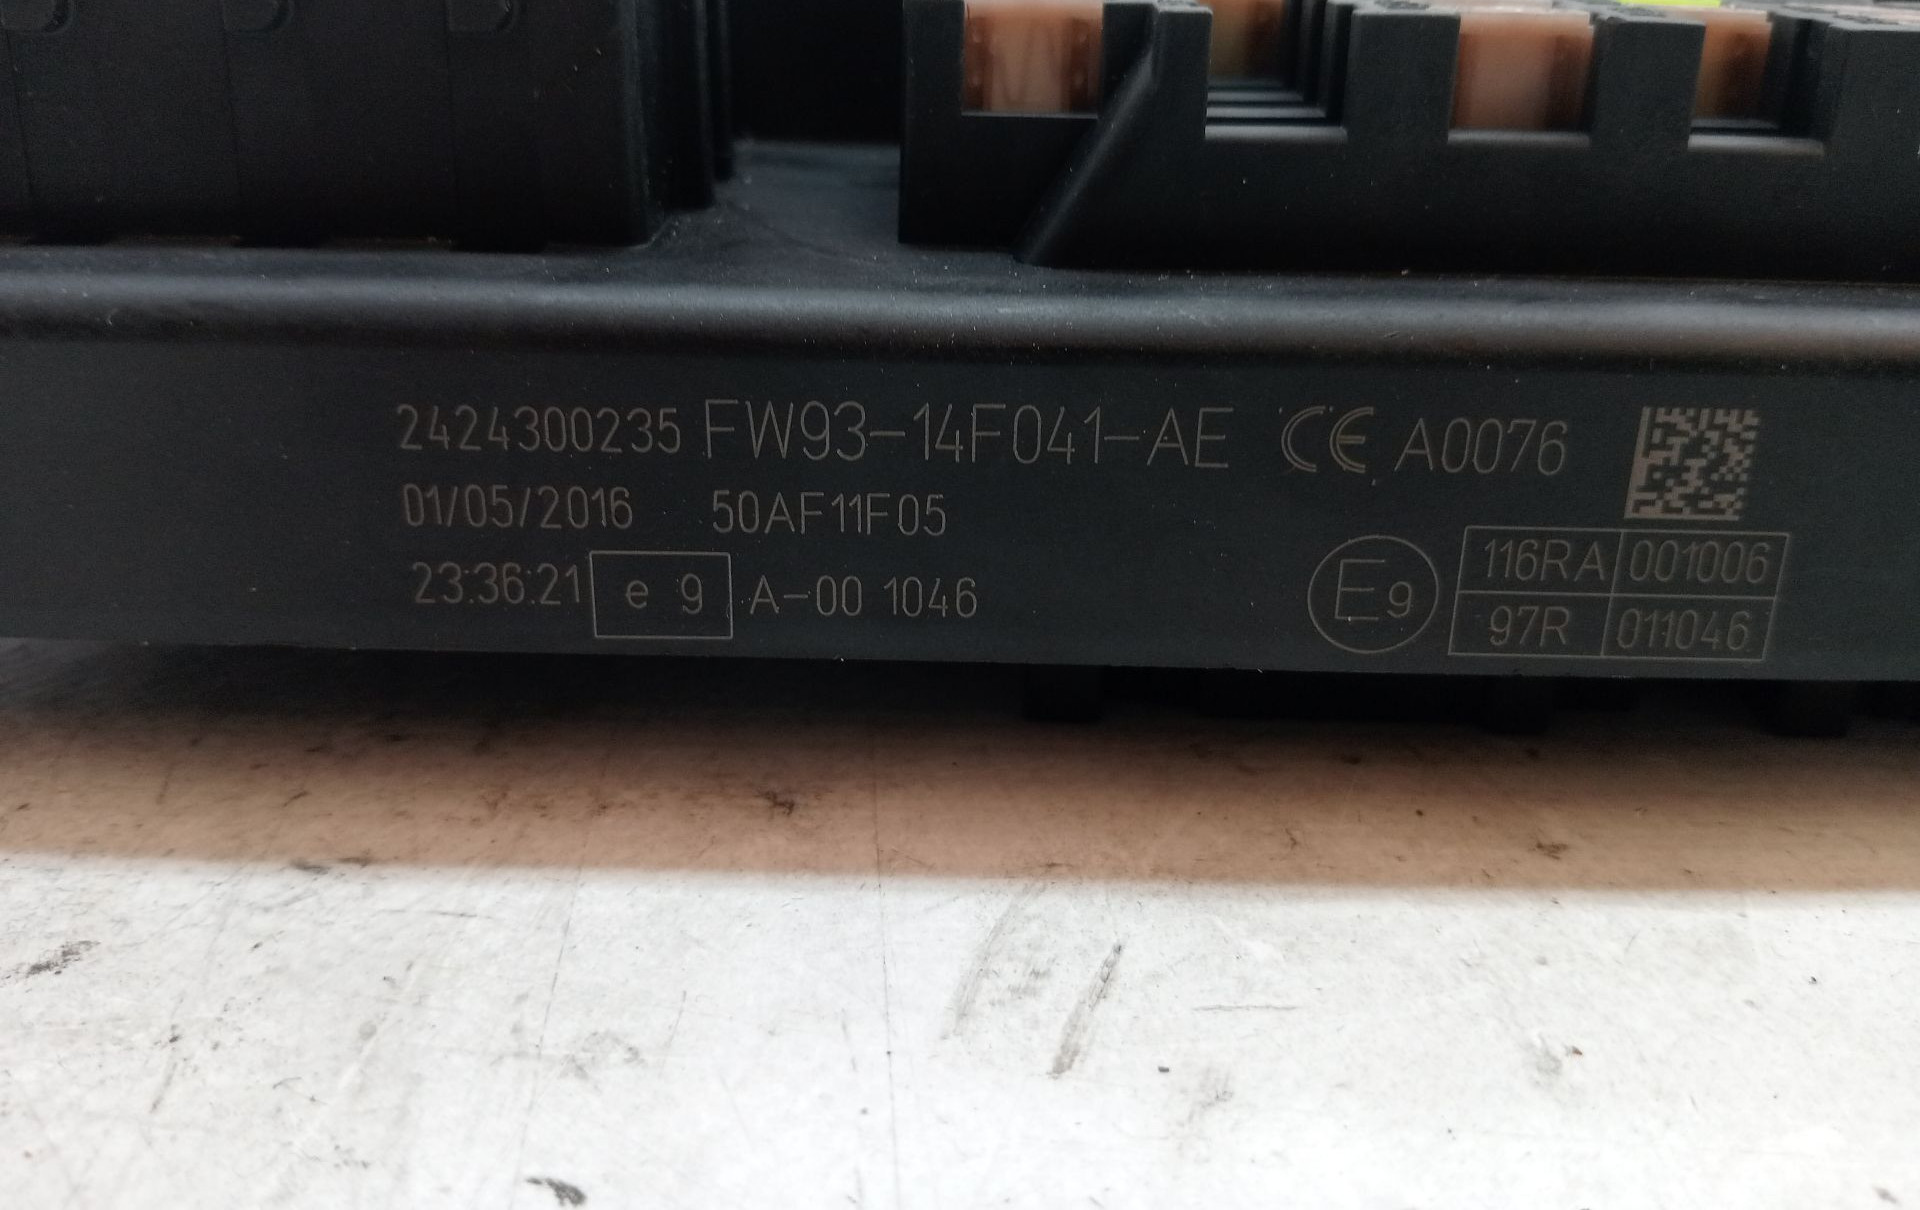 2424300235 FW93-14F041-AE CE A0076
01/05/2016 50AF11F05
23:36:21 e 9 A-00 1046
E9
116RA 001006
97R 011046